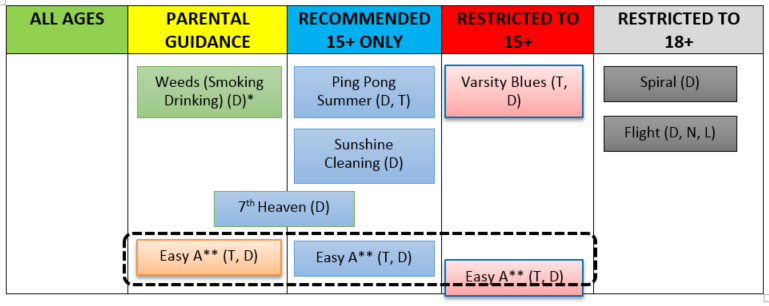 ALL AGES
PARENTAL
GUIDANCE
RECOMMENDED
15+ ONLY
RESTRICTED TO
15+
RESTRICTED TO
18+
Weeds (Smoking
Drinking) (D)*
Ping Pong
Summer (D, T)
Varsity Blues (T,
D)
Spiral (D)
Sunshine
Cleaning (D)
Flight (D, N, L)
7th Heaven (D)
Easy A** (T, D)
Easy A** (T, D)
Easy A** (T, D)